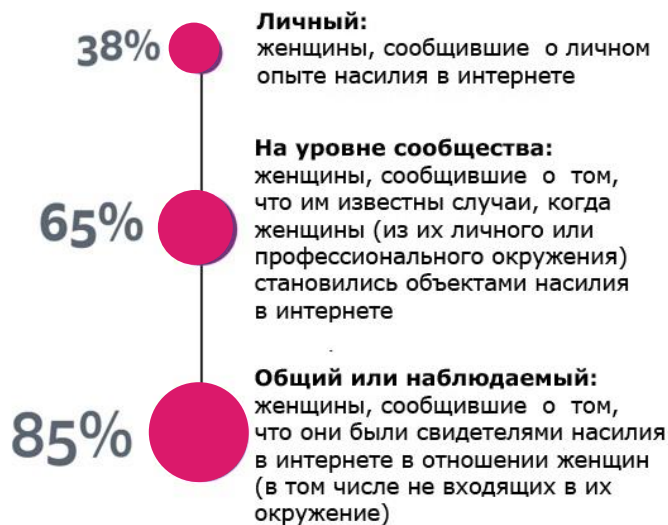 38%
Личный:
женщины, сообщившие о личном
опыте насилия в интернете
65%
На уровне сообщества:
женщины, сообщившие о том,
что им известны случаи, когда
женщины (из их личного или
профессионального окружения)
становились объектами насилия
в интернете
85%
Общий или наблюдаемый:
женщины, сообщившие о том,
что они были свидетелями насилия
в интернете в отношении женщин
(в том числе не входящих в их
окружение)